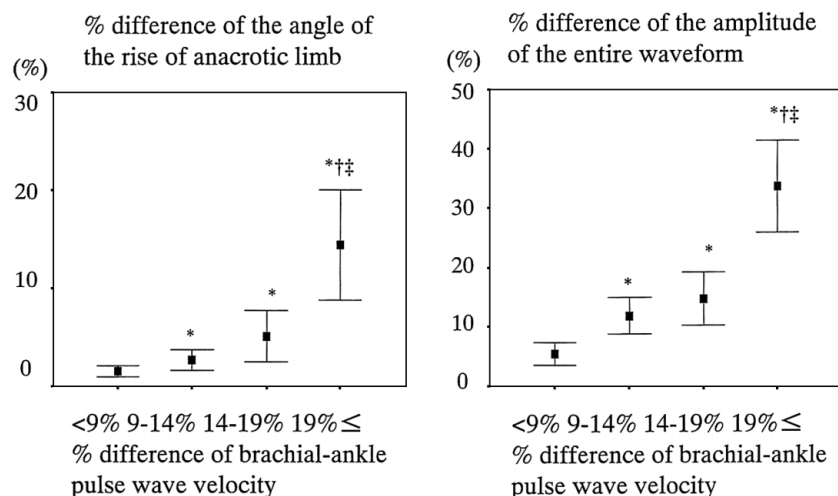 % difference of the angle of
the rise of anacrotic limb
(%)
30
20
10
0
*
*
*†‡
<9% 9-14% 14-19% 19%≤
% difference of brachial-ankle
pulse wave velocity
% difference of the amplitude
of the entire waveform
(%)
50
40
30
20
10
0
*
*
*†‡
<9% 9-14% 14-19% 19%≤
% difference of brachial-ankle
pulse wave velocity